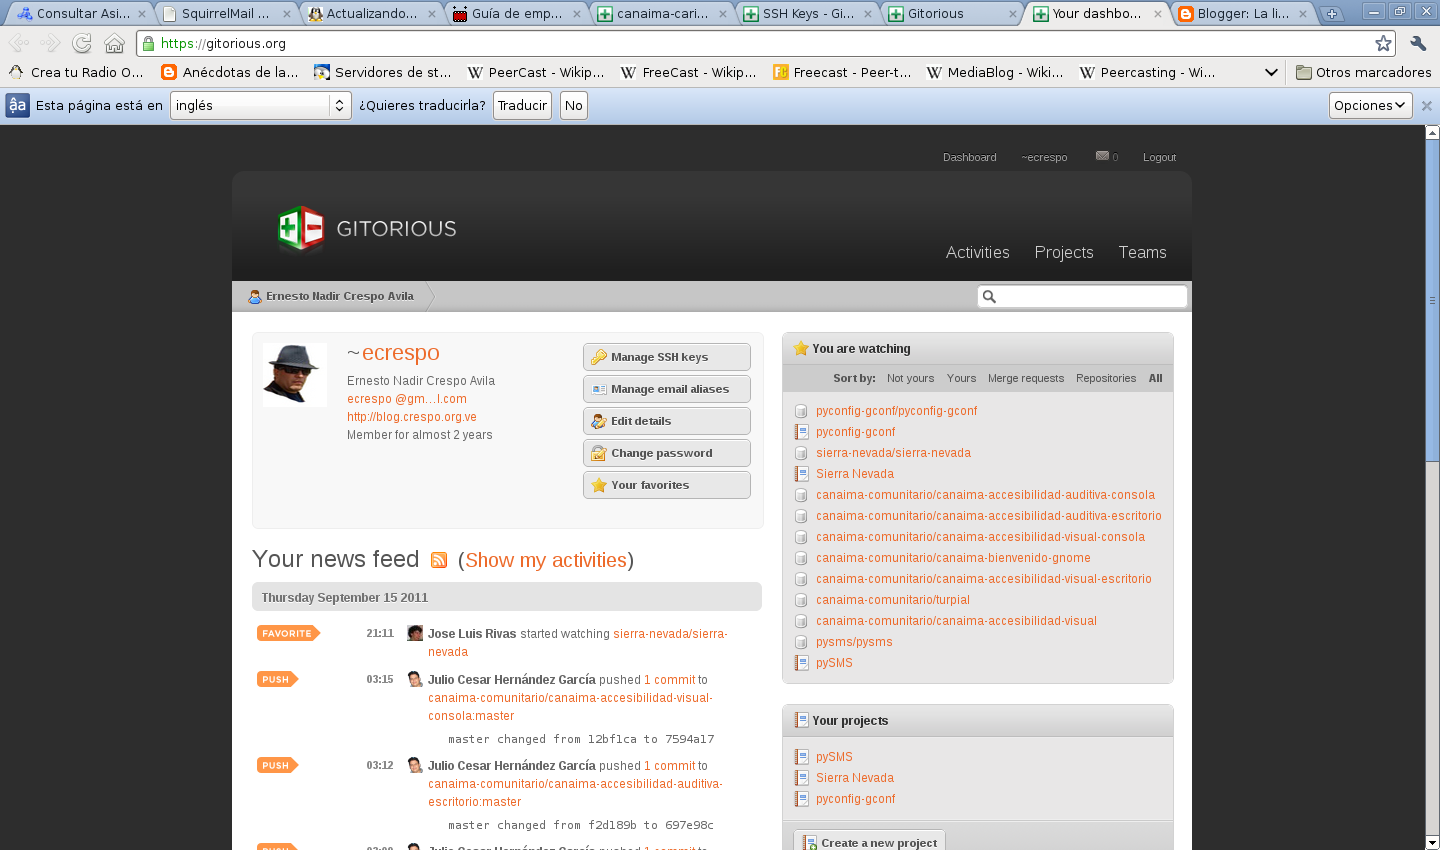 Consultar Asi...
SquirrelMail ...
Actualizando...
Guía de emp...
canaima-cari...
SSH Keys - Gi...
Gitorious
Your dashbo...
Blogger: La li...
https://gitorious.org
Crea tu Radio O...
Anécdotas de la...
Servidores de st...
PeerCast - Wikip...
FreeCast - Wikip...
Freecast - Peer-t...
MediaBlog - Wiki...
Peercasting - Wi...
Otros marcadores
Esta página está en
inglés
¿Quieres traducirla?
Traducir
No
Opciones
Dashboard
~ecrespo
0
Logout
GITORIOUS
Activities
Projects
Teams
Ernesto Nadir Crespo Avila
~ecrespo
Ernesto Nadir Crespo Avila
ecrespo @gm...l.com
http://blog.crespo.org.ve
Member for almost 2 years
Manage SSH keys
Manage email aliases
Edit details
Change password
Your favorites
Your news feed (Show my activities)
Thursday September 15 2011
FAVORITE 21:11 Jose Luis Rivas started watching sierra-nevada/sierra-
nevada
PUSH 03:15 Julio Cesar Hernández García pushed 1 commit to
canaima-comunitario/canaima-accesibilidad-visual-
consola:master
master changed from 12bf1ca to 7594a17
PUSH 03:12 Julio Cesar Hernández García pushed 1 commit to
canaima-comunitario/canaima-accesibilidad-auditiva-
escritorio:master
master changed from f2d189b to 697e98c
PUSH 03:09 Julio Cesar Hernández García pushed 1 commit to
You are watching
Sort by: Not yours Yours Merge requests Repositories All
pyconfig-gconf/pyconfig-gconf
pyconfig-gconf
sierra-nevada/sierra-nevada
Sierra Nevada
canaima-comunitario/canaima-accesibilidad-auditiva-consola
canaima-comunitario/canaima-accesibilidad-auditiva-escritorio
canaima-comunitario/canaima-accesibilidad-visual-consola
canaima-comunitario/canaima-bienvenido-gnome
canaima-comunitario/canaima-accesibilidad-visual-escritorio
canaima-comunitario/turpial
canaima-comunitario/canaima-accesibilidad-visual
pysms/pysms
pySMS
Your projects
pySMS
Sierra Nevada
pyconfig-gconf
Create a new project